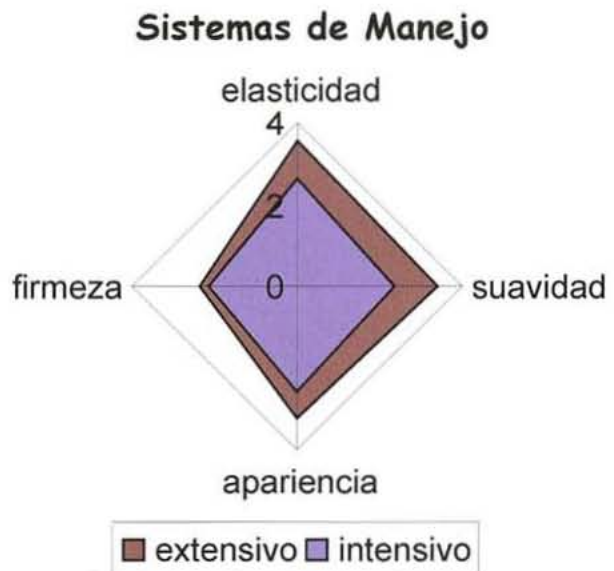 Sistemas de Manejo
elasticidad
4
2
firmeza
0
suavidad
apariencia
extensivo intensivo